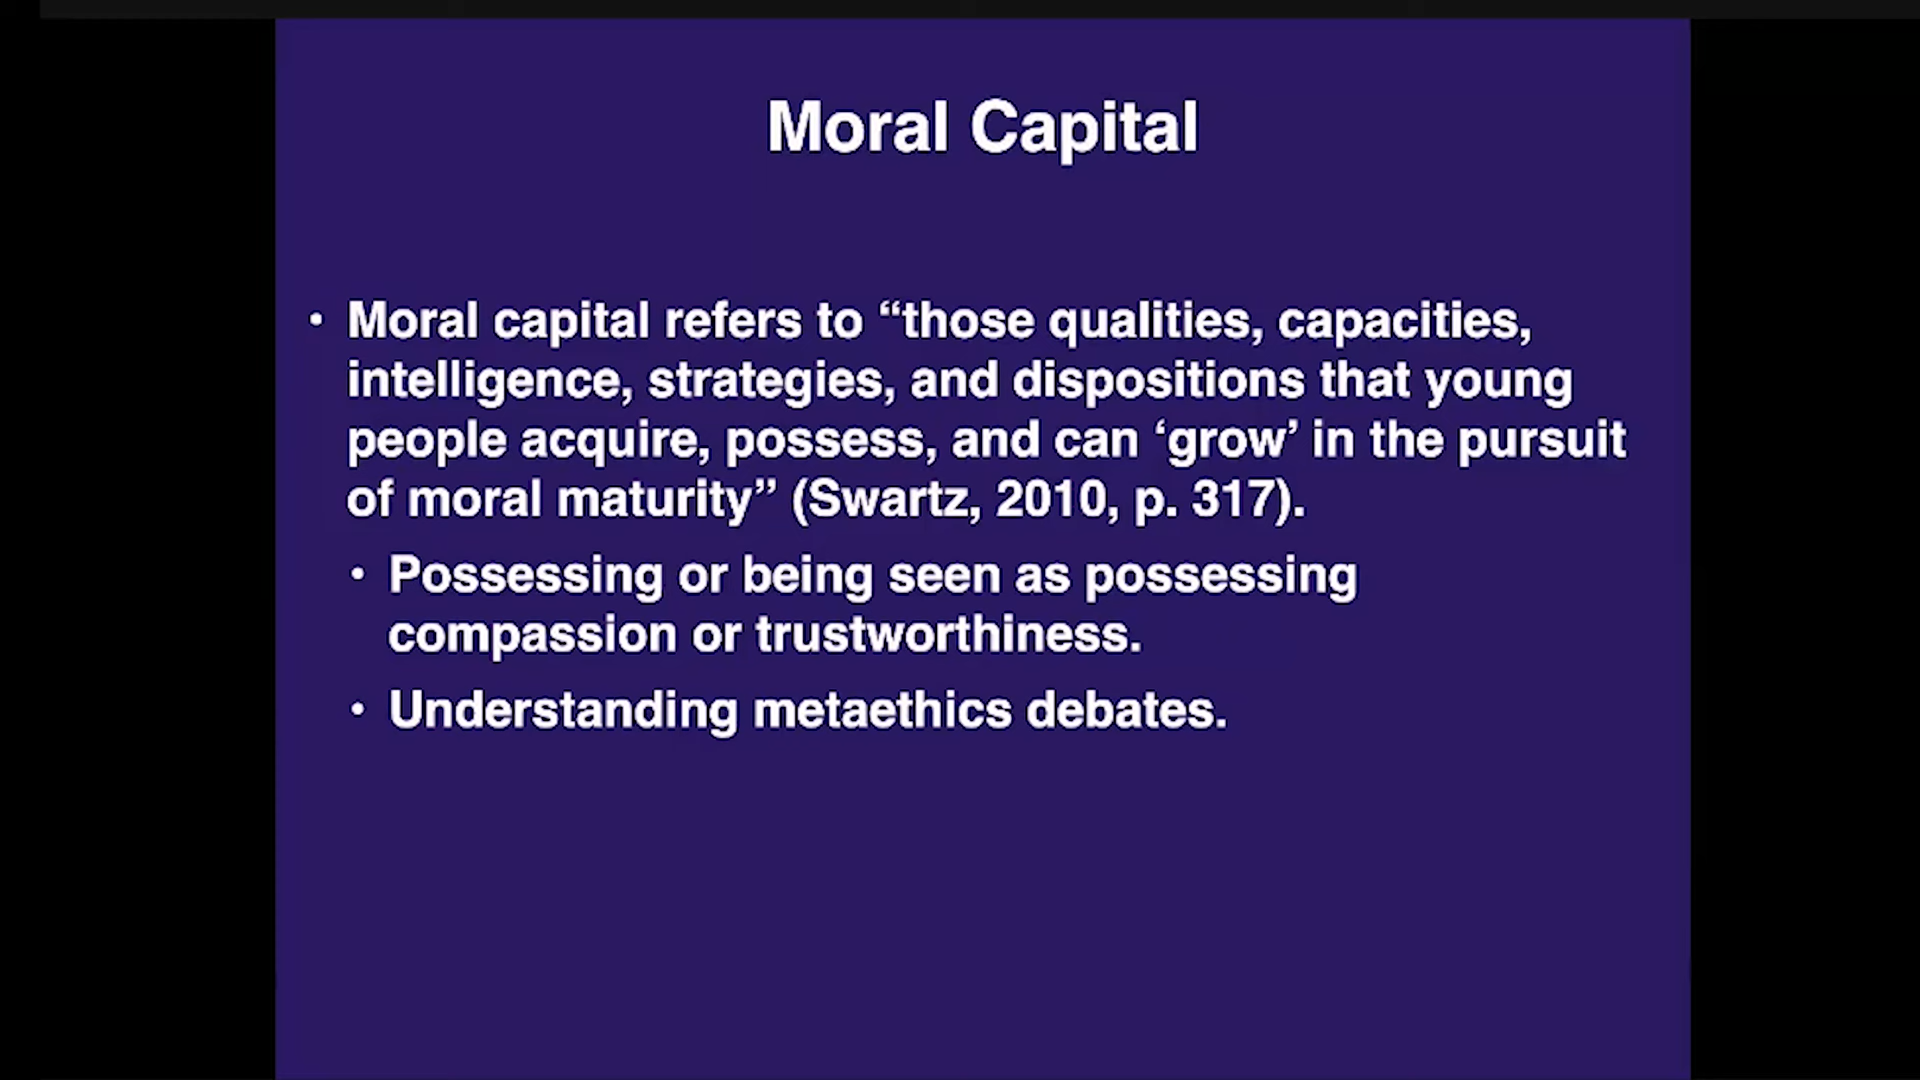 Moral Capital
• Moral capital refers to “those qualities, capacities,
intelligence, strategies, and dispositions that young
people acquire, possess, and can ‘grow’ in the pursuit
of moral maturity” (Swartz, 2010, p. 317).
• Possessing or being seen as possessing
compassion or trustworthiness.
• Understanding metaethics debates.